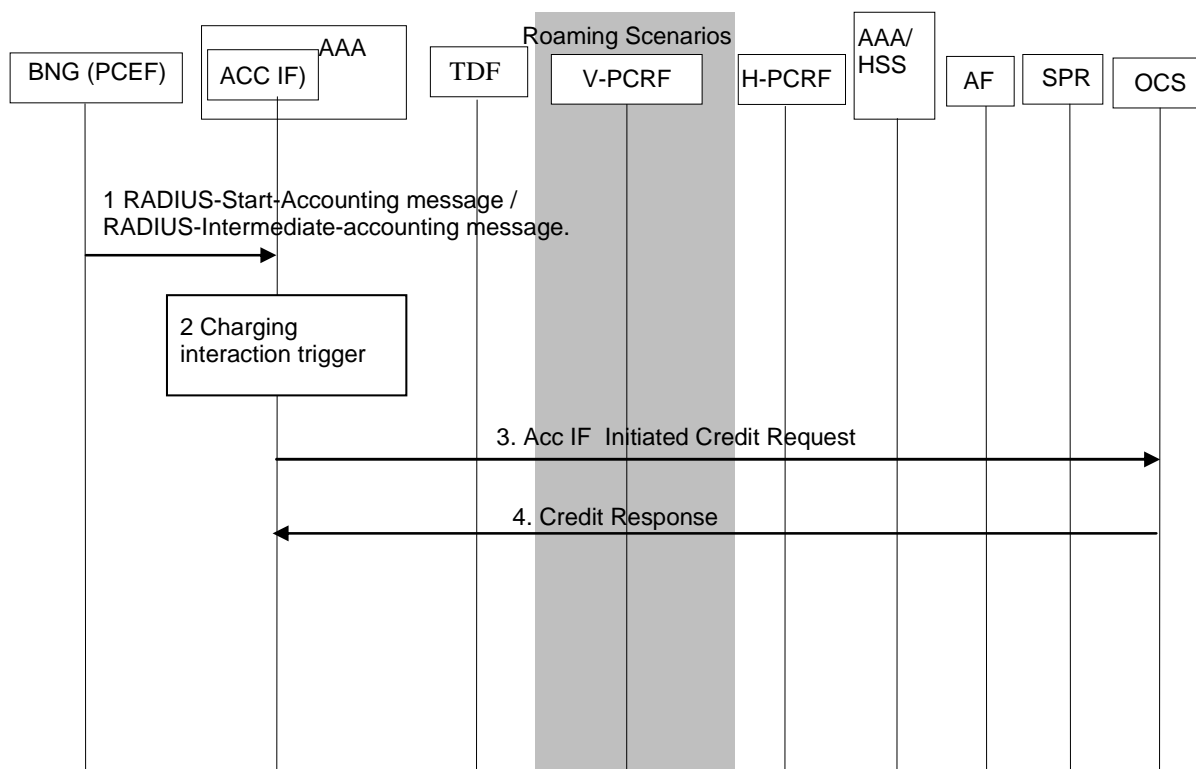 Roaming Scenarios
BNG (PCEF)
AAA
ACC IF)
TDF
V-PCRF
H-PCRF
AAA/
HSS
AF
SPR
OCS
1 RADIUS-Start-Accounting message /
RADIUS-Intermediate-accounting message.
2 Charging
interaction trigger
3. Acc IF  Initiated Credit Request
4. Credit Response